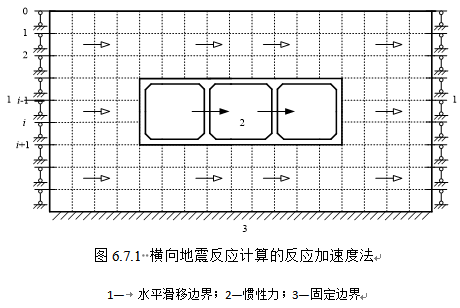 0
1
2
1
i-1
1
i
2
i+1
3
图 6.7.1··横向地震反应计算的反应加速度法↵
1—→ 水平滑移边界；2—惯性力；3—固定边界↵